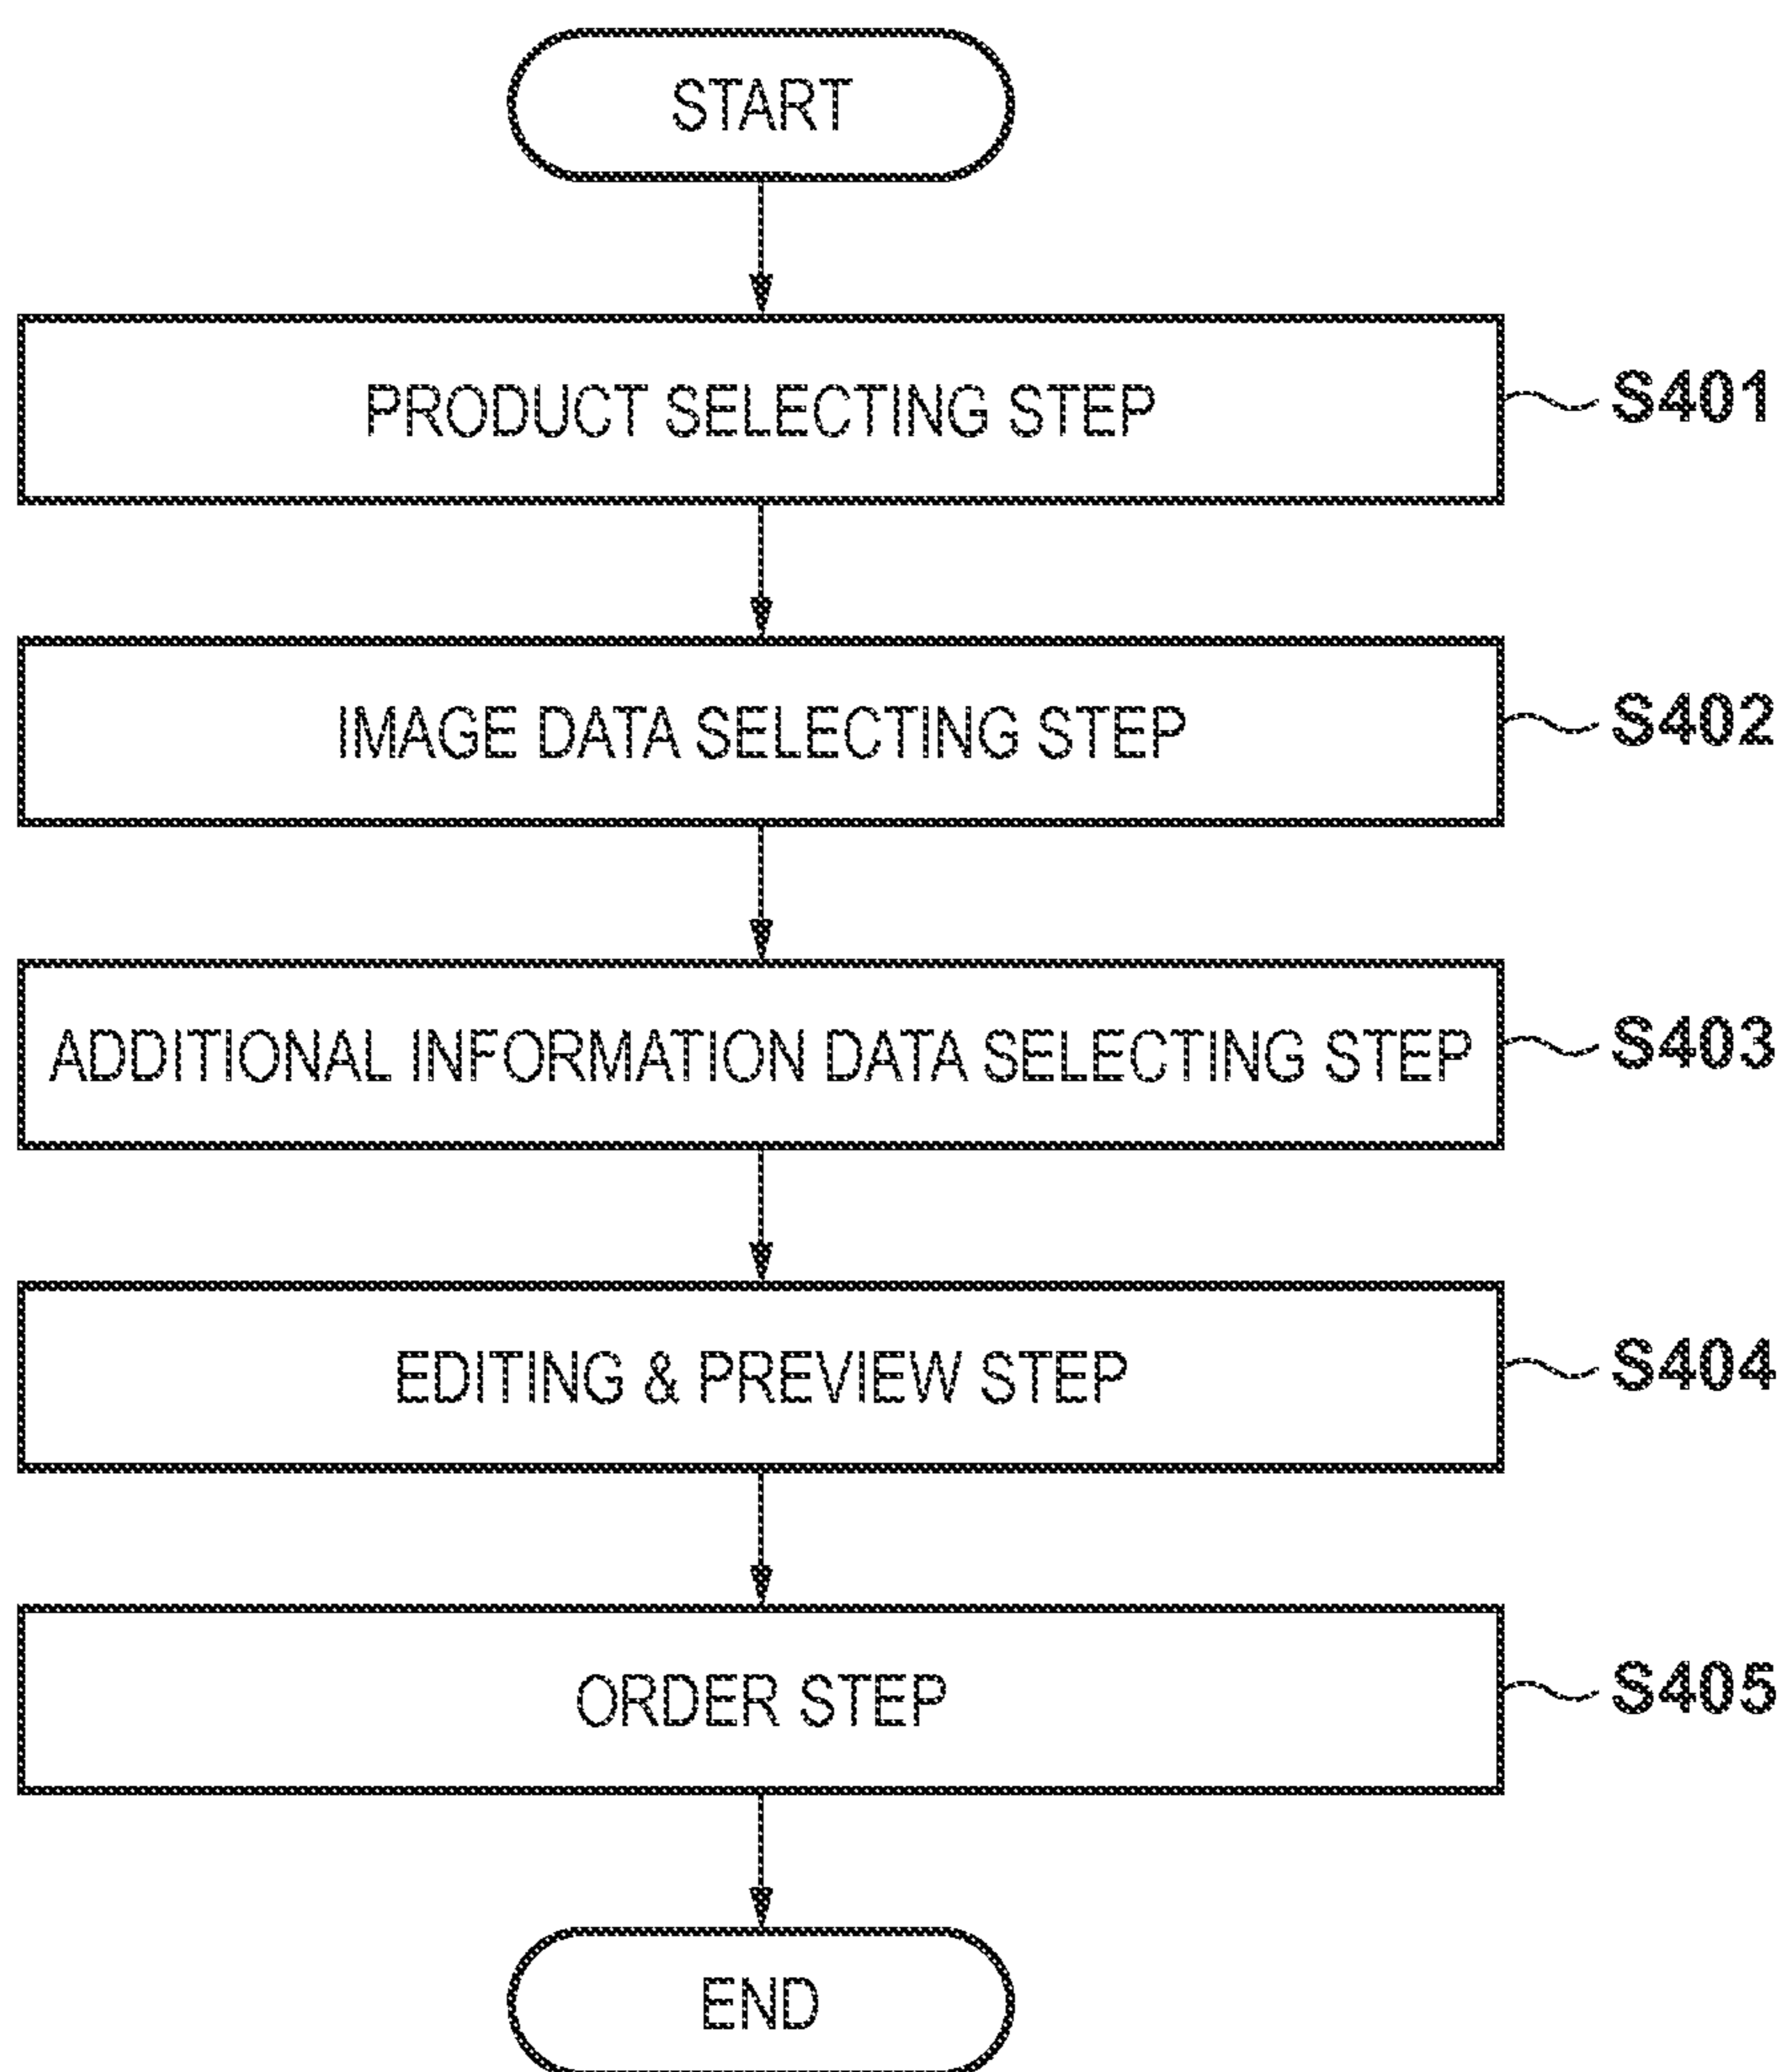 START
PRODUCT SELECTING STEP S401
IMAGE DATA SELECTING STEP S402
ADDITIONAL INFORMATION DATA SELECTING STEP S403
EDITING & PREVIEW STEP S404
ORDER STEP S405
END